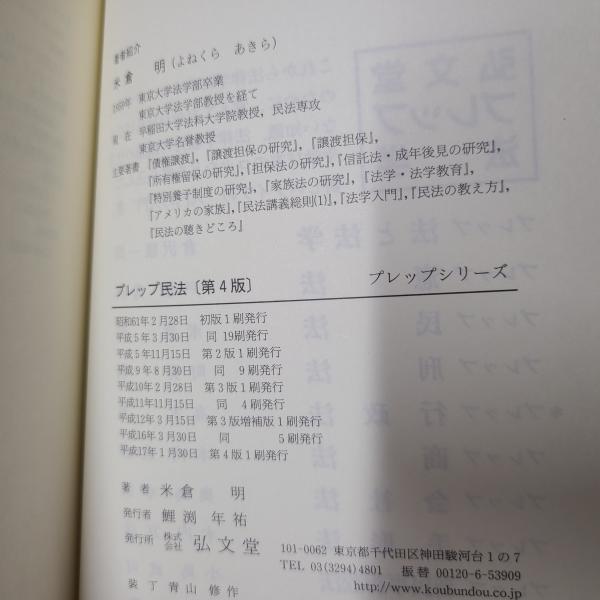 著者紹介
米倉 明(よねくら あきら)
1959年 東京大学法学部卒業
東京大学法学部教授を経て
現在 早稲田大学法科大学院教授,民法専攻
東京大学名誉教授
主要著書 『債権譲渡』,『譲渡担保の研究』,『譲渡担保』,
『所有権留保の研究』,『担保法の研究』,『信託法・成年後見の研究』,
『特別養子制度の研究』,『家族法の研究』,『法学・法学教育』,
『アメリカの家族』,『民法講義総則(1)』,『法学入門』,『民法の教え方』,
『民法の聴きどころ』
プレップ民法〔第4版〕 プレップシリーズ
昭和61年2月28日 初版1刷発行
平成5年3月30日 同 19刷発行
平成5年11月15日 第2版1刷発行
平成9年8月30日 同 9刷発行
平成10年2月28日 第3版1刷発行
平成11年11月15日 同 4刷発行
平成12年3月15日 第3版増補版1刷発行
平成16年3月30日 同 5刷発行
平成17年1月30日 第4版1刷発行
著者 米倉 明
発行者 鯉渕 年祐
発行所 株式会社 弘文堂 101-0062 東京都千代田区神田駿河台1の7
TEL 03(3294)4801 振替 00120-6-53909
http://www.koubundou.co.jp
装丁 青山修作